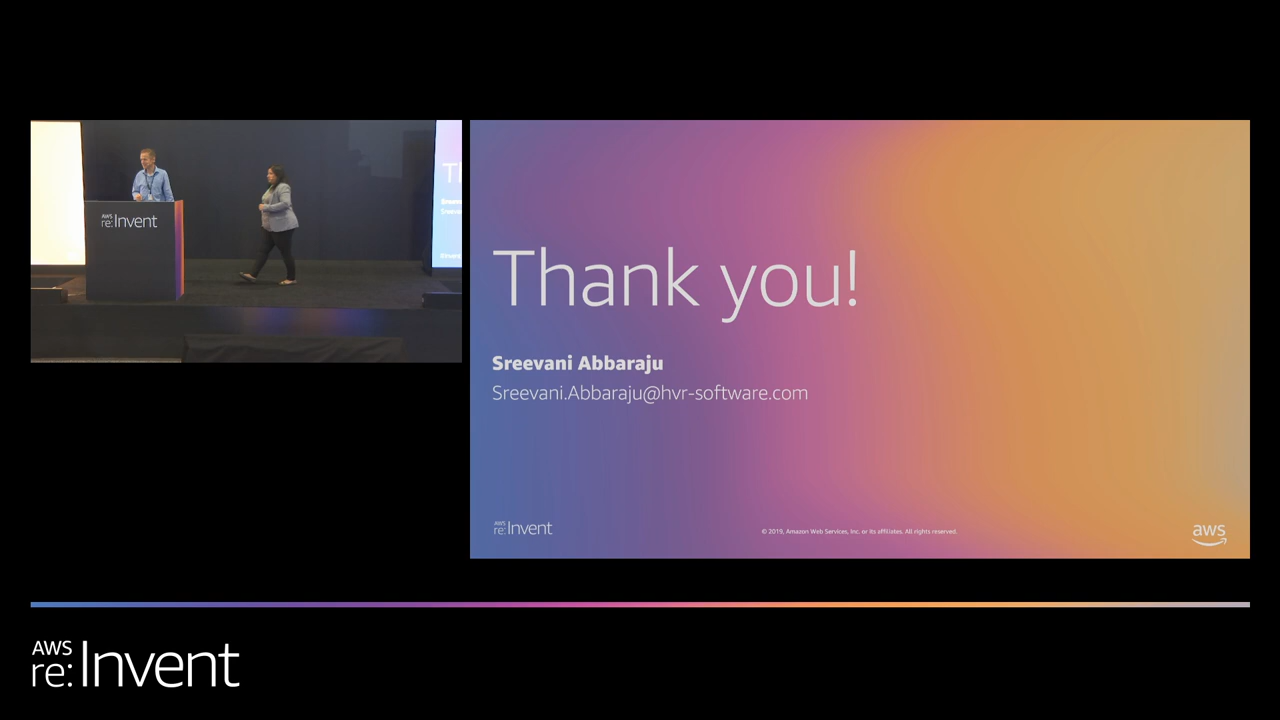 AWS
re:Invent
Thank you!
Sreevani Abbaraju
Sreevani.Abbaraju@hvr-software.com
AWS
re:Invent
© 2019, Amazon Web Services, Inc. or its affiliates. All rights reserved.
aws
AWS
re:Invent